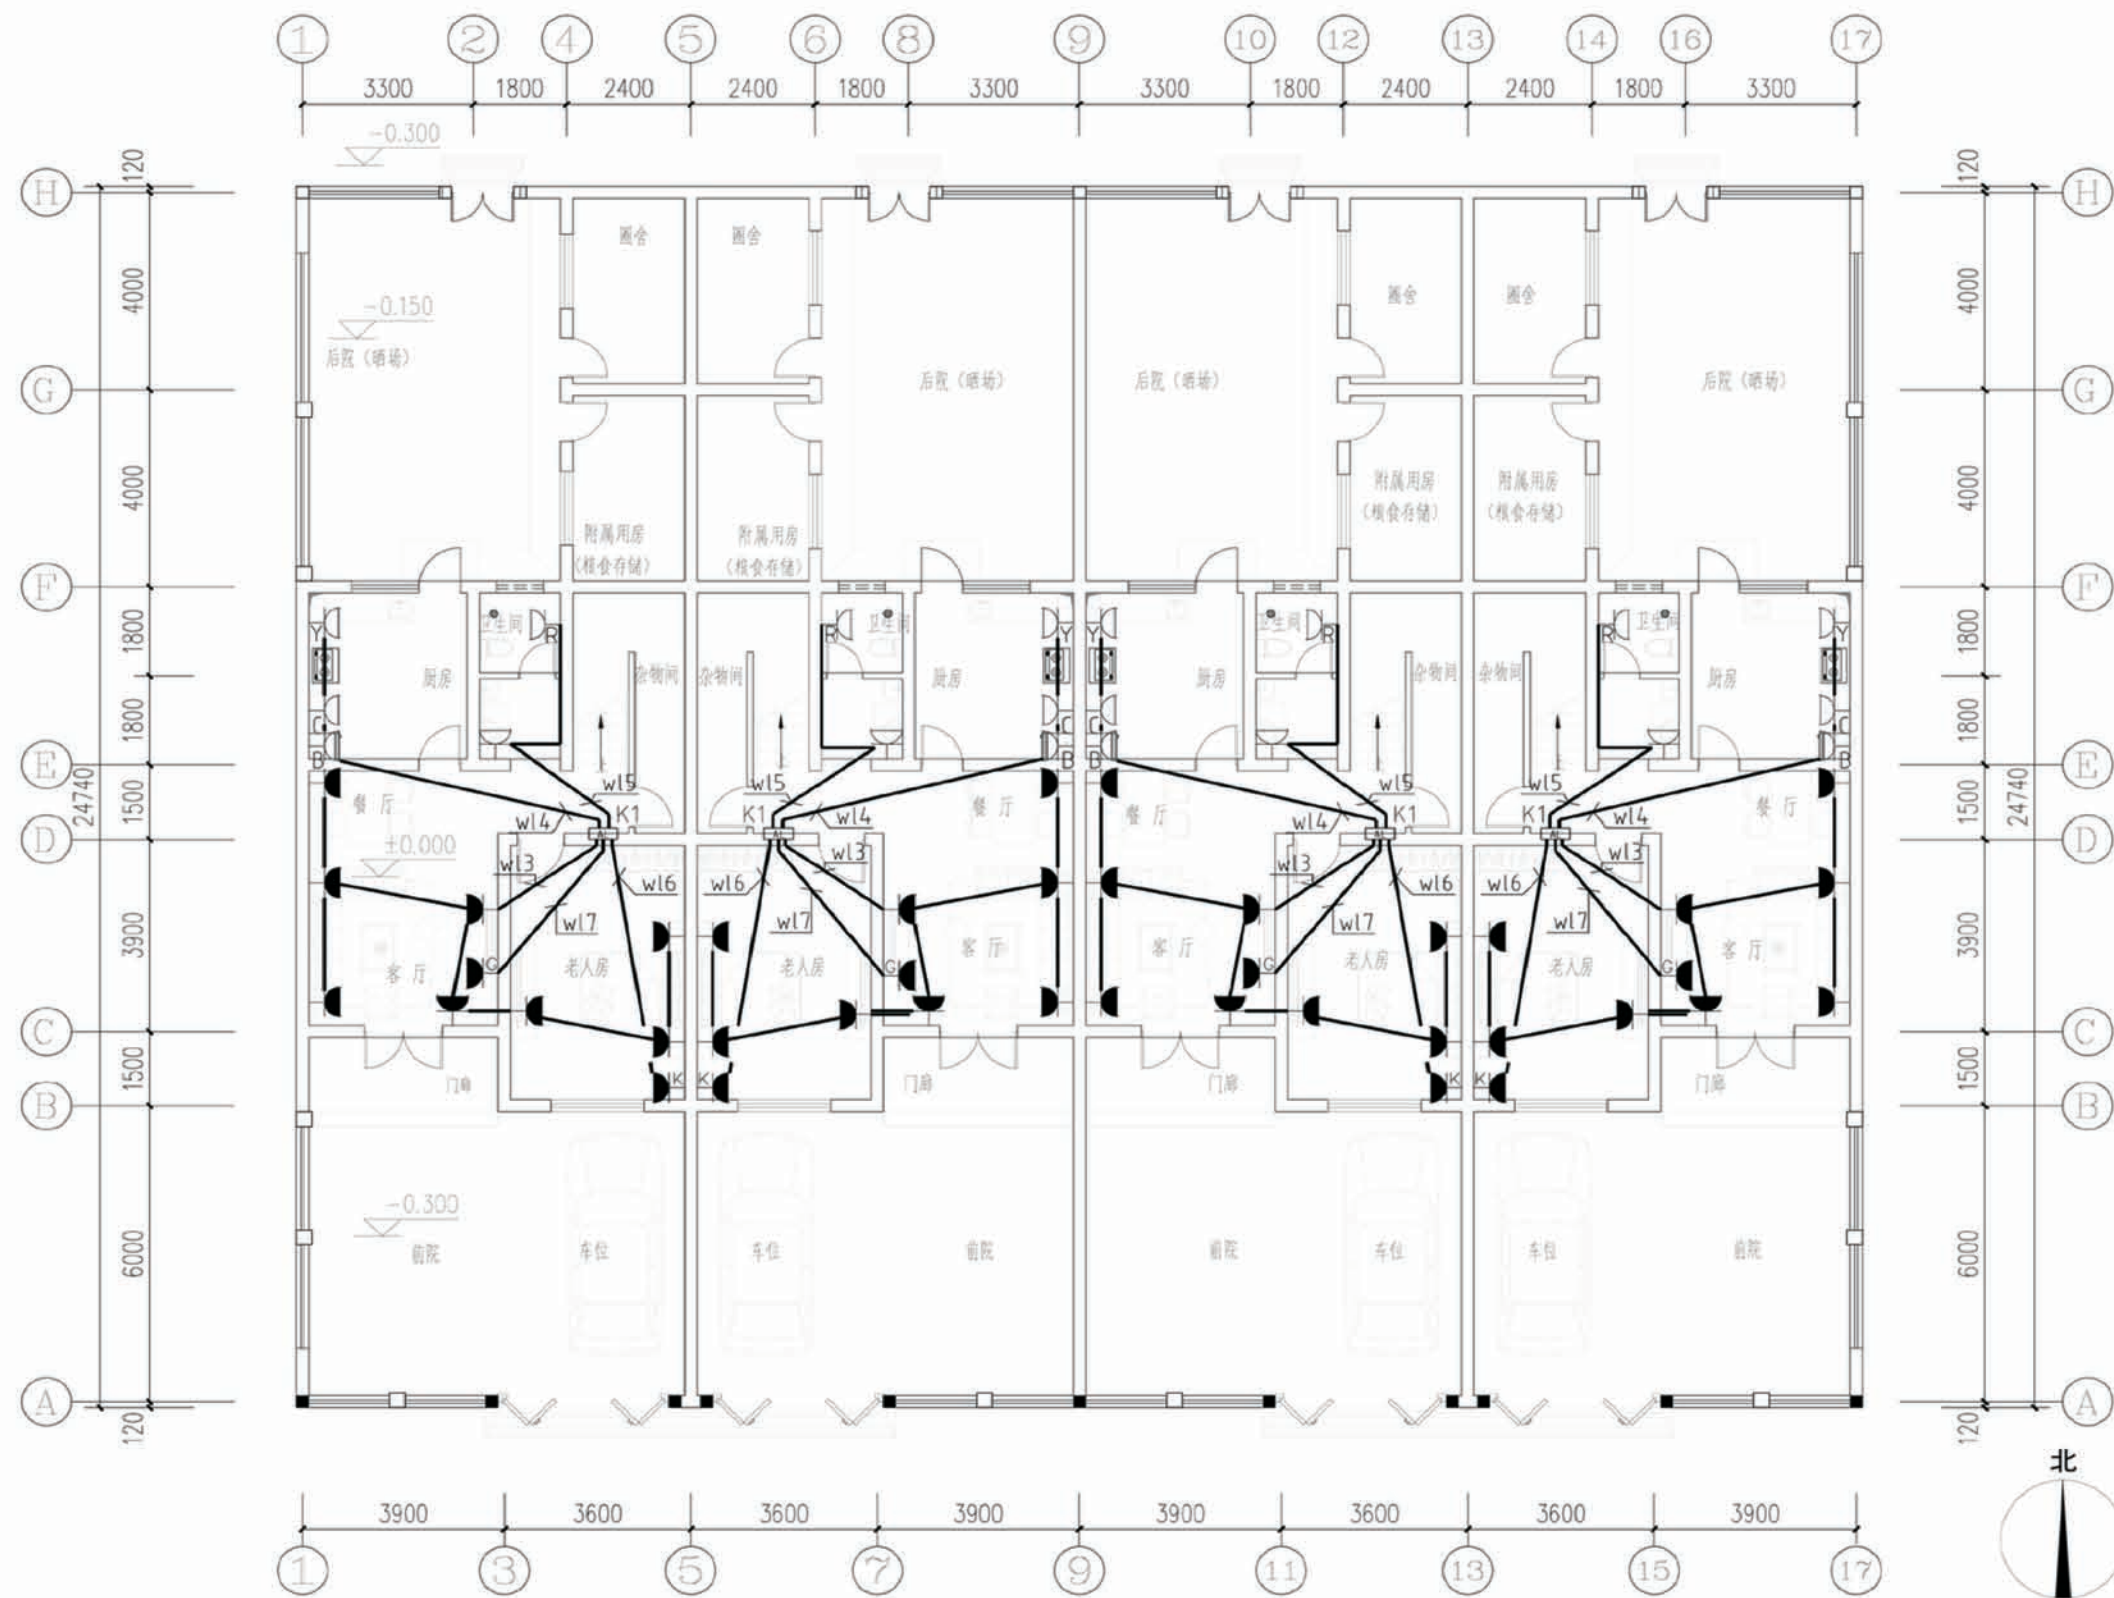 1 2 4 5 6 8 9 10 12 13 14 16 17
3300 1800 2400 2400 1800 3300 3300 1800 2400 2400 1800 3300
-0.300
120 120
H H
圈舍 圈舍
4000 圈舍 圈舍 4000
-0.150
后院（晒场） 后院（晒场） 后院（晒场） 后院（晒场）
G G
4000 附属用房 附属用房 4000
（粮食存储） （粮食存储）
附属用房 附属用房
（粮食存储） （粮食存储）
F F
1800 卫生间 卫生间 卫生间 卫生间 1800
Y R R Y Y R R Y
厨房 杂物间 杂物间 厨房 厨房 杂物间 杂物间 厨房
1800 C C C C 1800
B B B B
E E
24740 24740
wl5 wl5 wl5
1500 餐厅 餐厅 餐厅 餐厅 1500
wl4 K1 K1 wl4 wl4 K1 K1 wl4
D AL AL AL AL D
±0.000
wl3 wl3 wl3 wl3
wl6 wl6 wl6 wl6
wl7 wl7 wl7 wl7
3900 客厅 G 老人房 老人房 G 客厅 客厅 G 老人房 老人房 G 客厅 3900
C C
1500 门廊 K K 门廊 门廊 K K 门廊 1500
B B
-0.300
6000 前院 车位 车位 前院 前院 车位 车位 前院 6000
A A
120 120
北
3900 3600 3600 3900 3900 3600 3600 3900
1 3 5 7 9 11 13 15 17